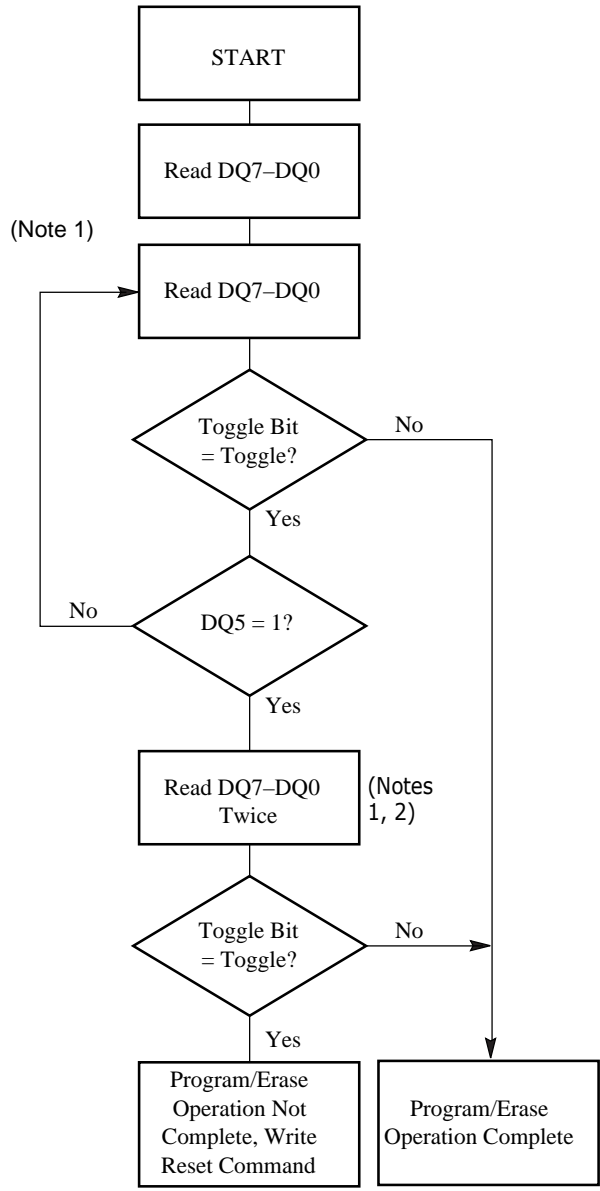 START
Read DQ7–DQ0
(Note 1)
Read DQ7–DQ0
Toggle Bit
= Toggle?
No
Yes
No
DQ5 = 1?
Yes
Read DQ7–DQ0
Twice
(Notes
1, 2)
Toggle Bit
= Toggle?
No
Yes
Program/Erase
Operation Not
Complete, Write
Reset Command
Program/Erase
Operation Complete